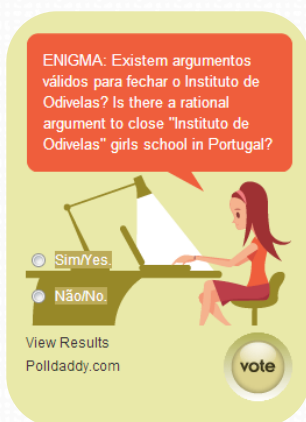 ENIGMA: Existem argumentos
válidos para fechar o Instituto de
Odivelas? Is there a rational
argument to close "Instituto de
Odivelas" girls school in Portugal?
Sim/Yes.
Não/No.
View Results
Polldaddy.com
vote